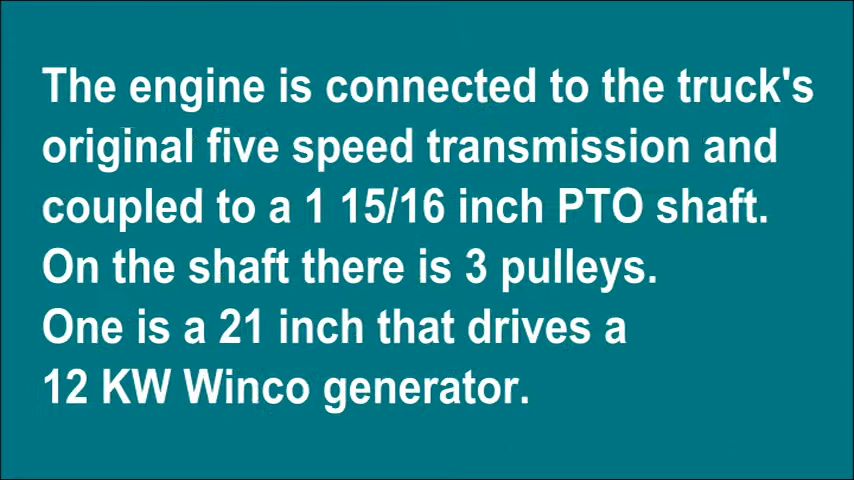 The engine is connected to the truck's
original five speed transmission and
coupled to a 1 15/16 inch PTO shaft.
On the shaft there is 3 pulleys.
One is a 21 inch that drives a
12 KW Winco generator.